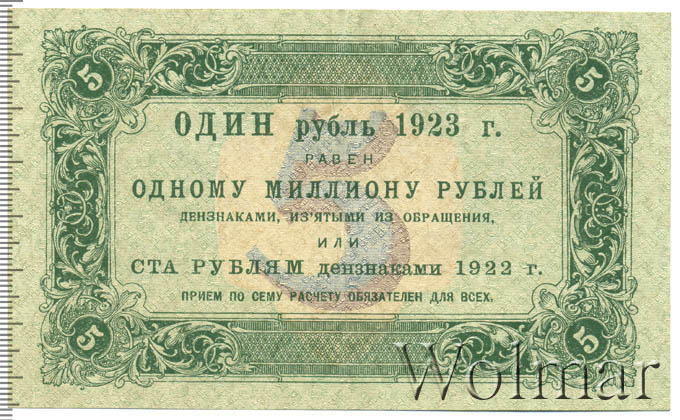 5 5
ОДИН рубль 1923 г.
РАВЕН
ОДНОМУ МИЛЛИОНУ РУБЛЕЙ
ДЕНЗНАКАМИ, ИЗ'ЯТЫМИ ИЗ ОБРАЩЕНИЯ,
ИЛИ
СТА РУБЛЯМ дензнаками 1922 г.
ПРИЕМ ПО СЕМУ РАСЧЕТУ ОБЯЗАТЕЛЕН ДЛЯ ВСЕХ.
5
5 5
Wolmar